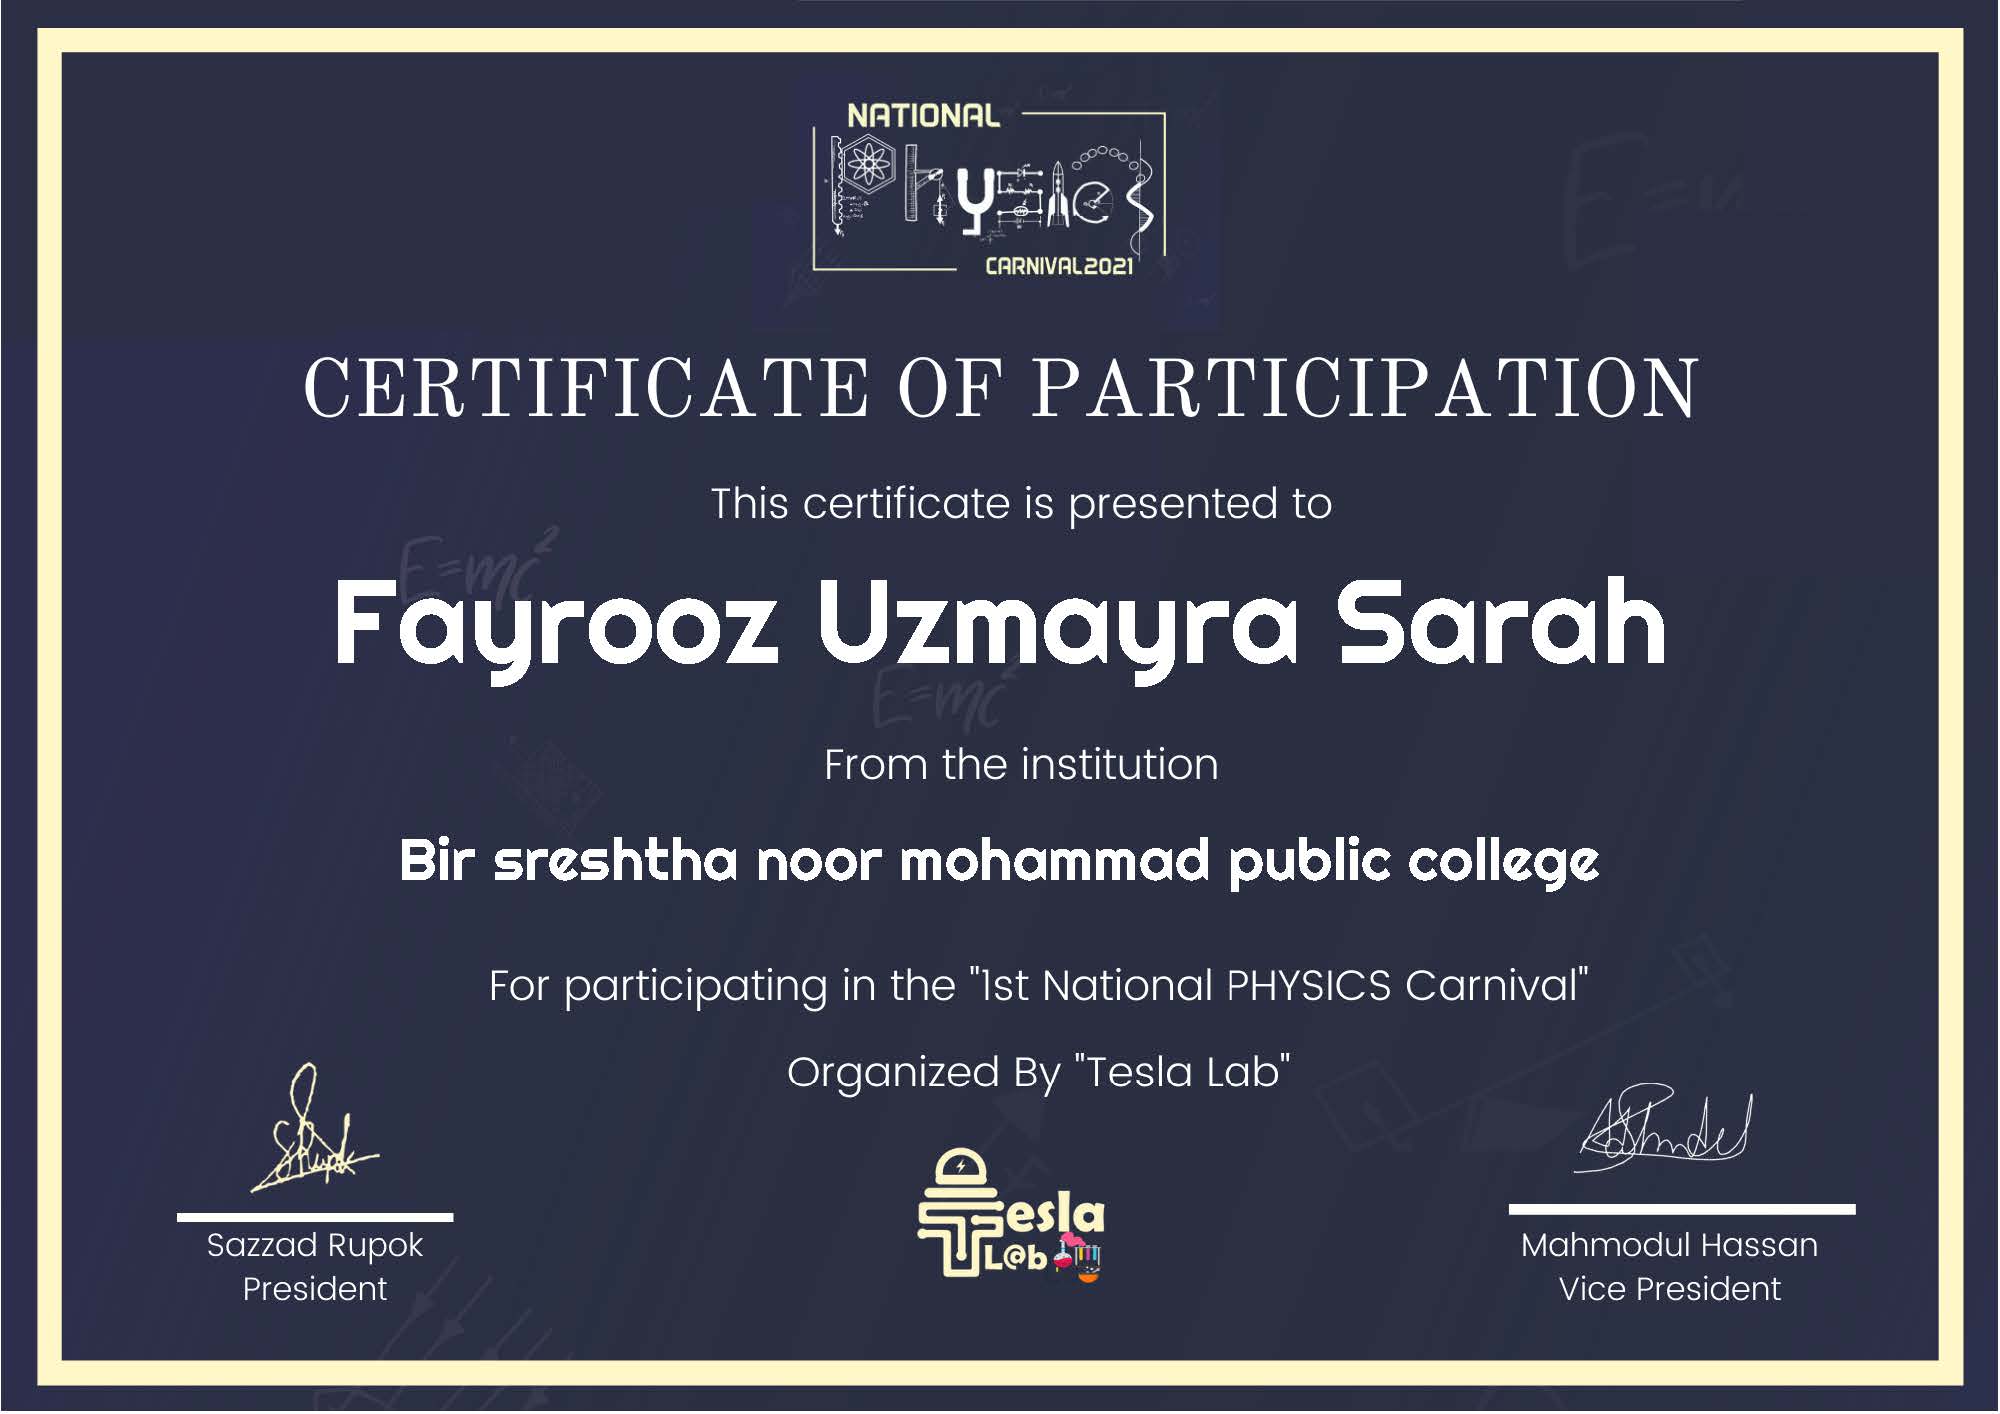 NATIONAL
Physics
CARNIVAL2021
CERTIFICATE OF PARTICIPATION
This certificate is presented to
E=mc²
Fayrooz Uzmayra Sarah
E=mc²
From the institution
Bir sreshtha noor mohammad public college
For participating in the "1st National PHYSICS Carnival"
Organized By "Tesla Lab"
Tesla
L@b
Sazzad Rupok
President
Mahmodul Hassan
Vice President